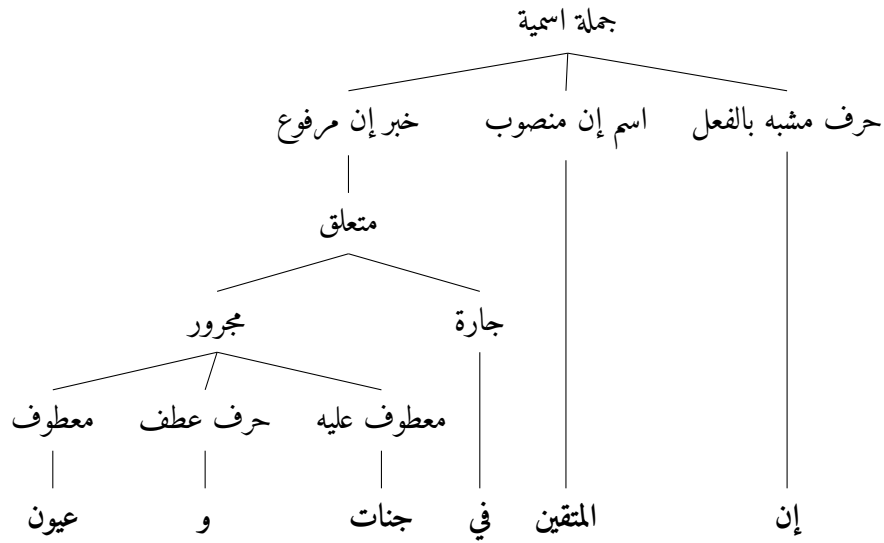 جملة اسمية
حرف مشبه بالفعل اسم إن منصوب خبر إن مرفوع
متعلق
جارة مجرور
معطوف عليه حرف عطف معطوف
إن المتقين في جنات و عيون